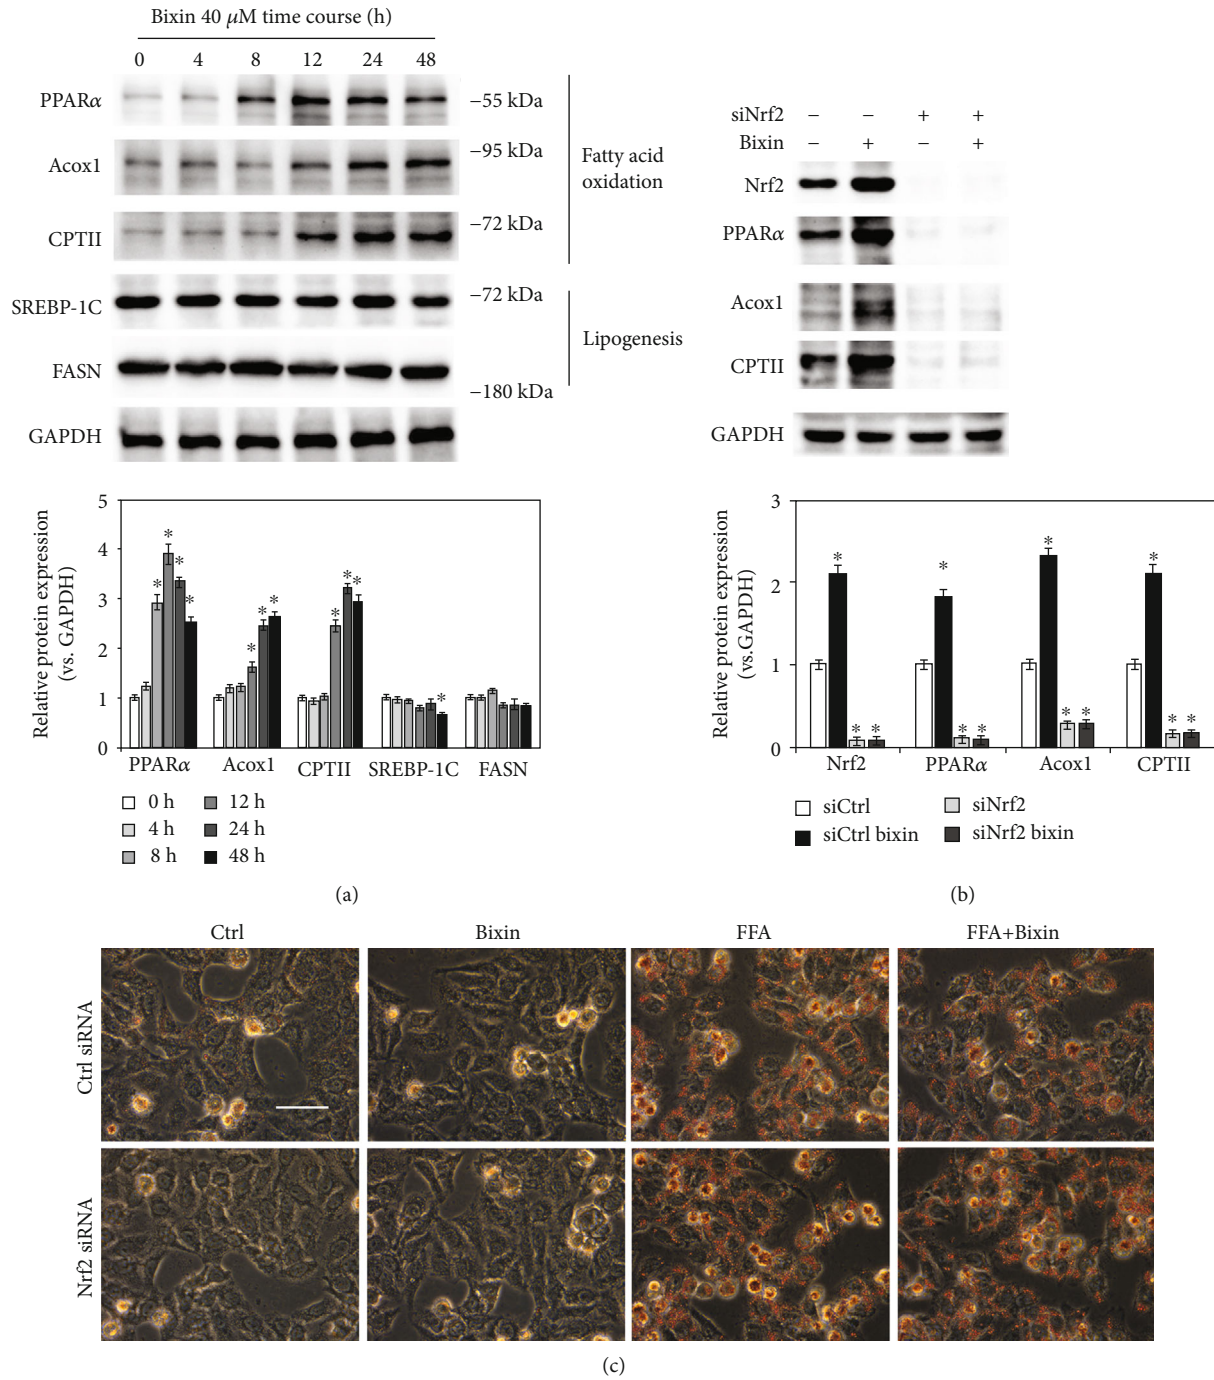 Bixin 40 μM time course (h)
0 4 8 12 24 48
PPARα
−55 kDa
Acox1
−95 kDa
CPTII
−72 kDa
Fatty acid
oxidation
SREBP-1C
−72 kDa
FASN
−180 kDa
Lipogenesis
GAPDH
Relative protein expression
(vs. GAPDH)
5
4
3
2
1
0
* * * *
* * *
* * *
*
PPARα Acox1 CPTII SREBP-1C FASN
0 h 12 h
4 h 24 h
8 h 48 h
(a)
siNrf2 − − + +
Bixin − + − +
Nrf2
PPARα
Acox1
CPTII
GAPDH
Relative protein expression
(vs.GAPDH)
3
2
1
0
* * *
* * *
* * *
* * *
Nrf2 PPARα Acox1 CPTII
siCtrl siNrf2
siCtrl bixin siNrf2 bixin
(b)
Ctrl Bixin FFA FFA+Bixin
Ctrl siRNA
Nrf2 siRNA
(c)